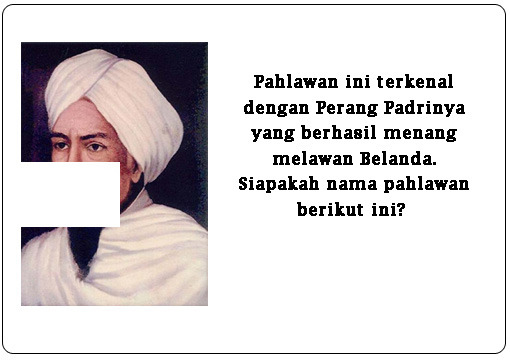 Pahlawan ini terkenal
dengan Perang Padrinya
yang berhasil menang
melawan Belanda.
Siapakah nama pahlawan
berikut ini?